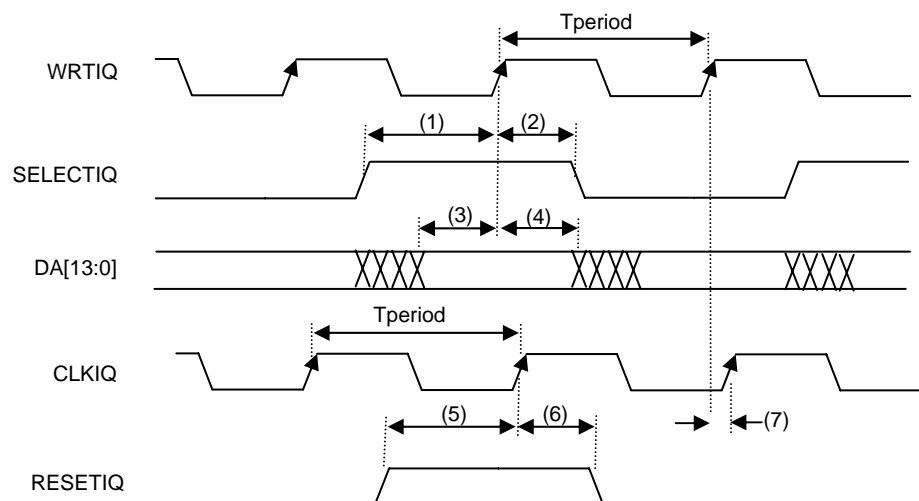 Tperiod
WRTIQ
(1) (2)
SELECTIQ
(3) (4)
DA[13:0]
Tperiod
CLKIQ
(5) (6) (7)
RESETIQ